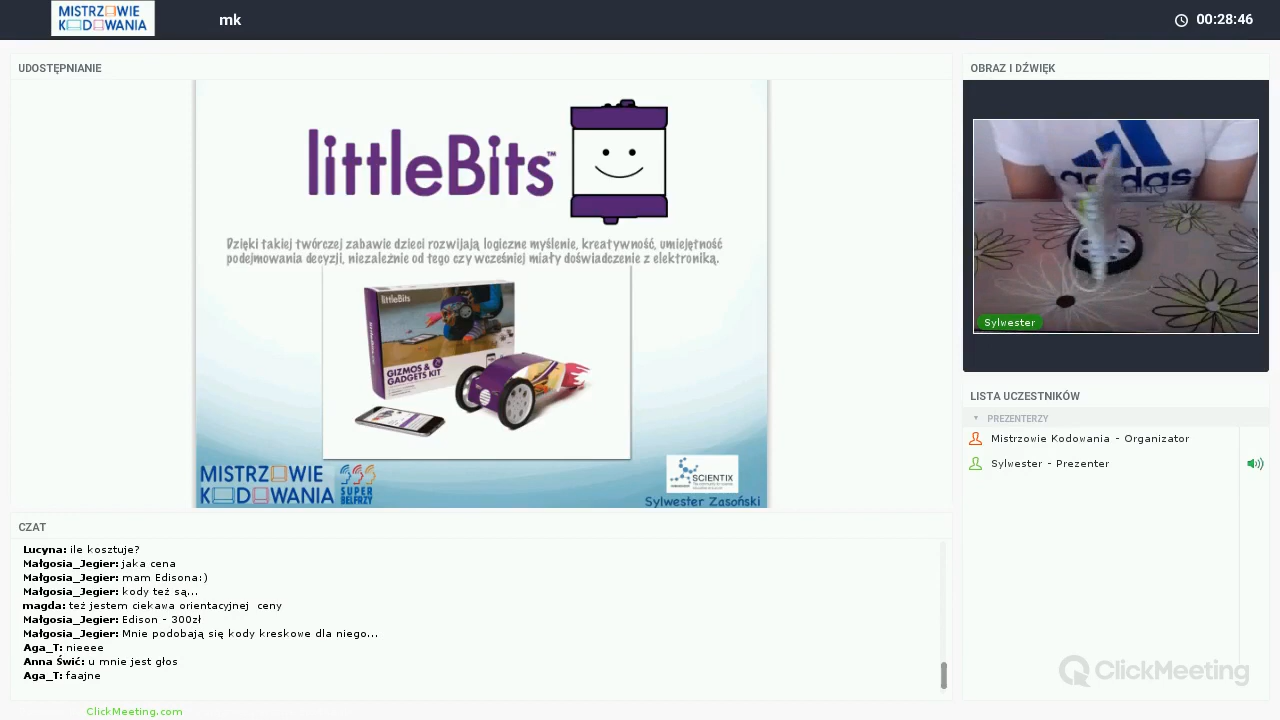 MISTRZOWIE
KODOWANIA
mk
00:28:46
UDOSTĘPNIANIE
OBRAZ I DŹWIĘK
littleBits™
Dzięki takiej twórczej zabawie dzieci rozwijają logiczne myślenie, kreatywność, umiejętność
podejmowania decyzji, niezależnie od tego czy wcześniej miały doświadczenie z elektroniką.
littleBits
GIZMOS &
GADGETS KIT
MISTRZOWIE
KODOWANIA
SUPER
BELFRZY
SCIENTIX
Sylwester Zasoński
adidas
Sylwester
LISTA UCZESTNIKÓW
PREZENTERZY
Mistrzowie Kodowania - Organizator
Sylwester - Prezenter
CZAT
Lucyna: ile kosztuje?
Małgosia_Jegier: jaka cena
Małgosia_Jegier: mam Edisona:)
Małgosia_Jegier: kody też są...
magda: też jestem ciekawa orientacyjnej ceny
Małgosia_Jegier: Edison - 300zł
Małgosia_Jegier: Mnie podobają się kody kreskowe dla niego...
Aga_T: nieeee
Anna Świć: u mnie jest głos
Aga_T: faajne
ClickMeeting
ClickMeeting.com